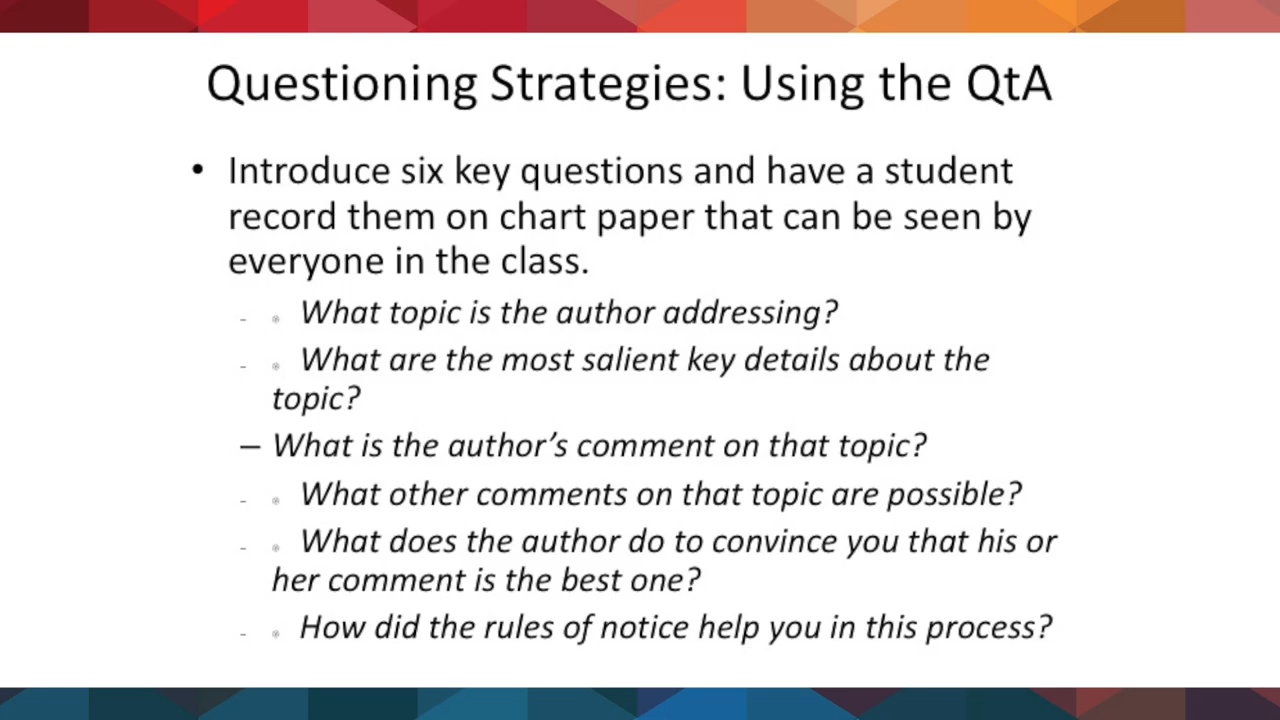 Questioning Strategies: Using the QtA
• Introduce six key questions and have a student
record them on chart paper that can be seen by
everyone in the class.
- What topic is the author addressing?
- What are the most salient key details about the
topic?
– What is the author’s comment on that topic?
- What other comments on that topic are possible?
- What does the author do to convince you that his or
her comment is the best one?
- How did the rules of notice help you in this process?